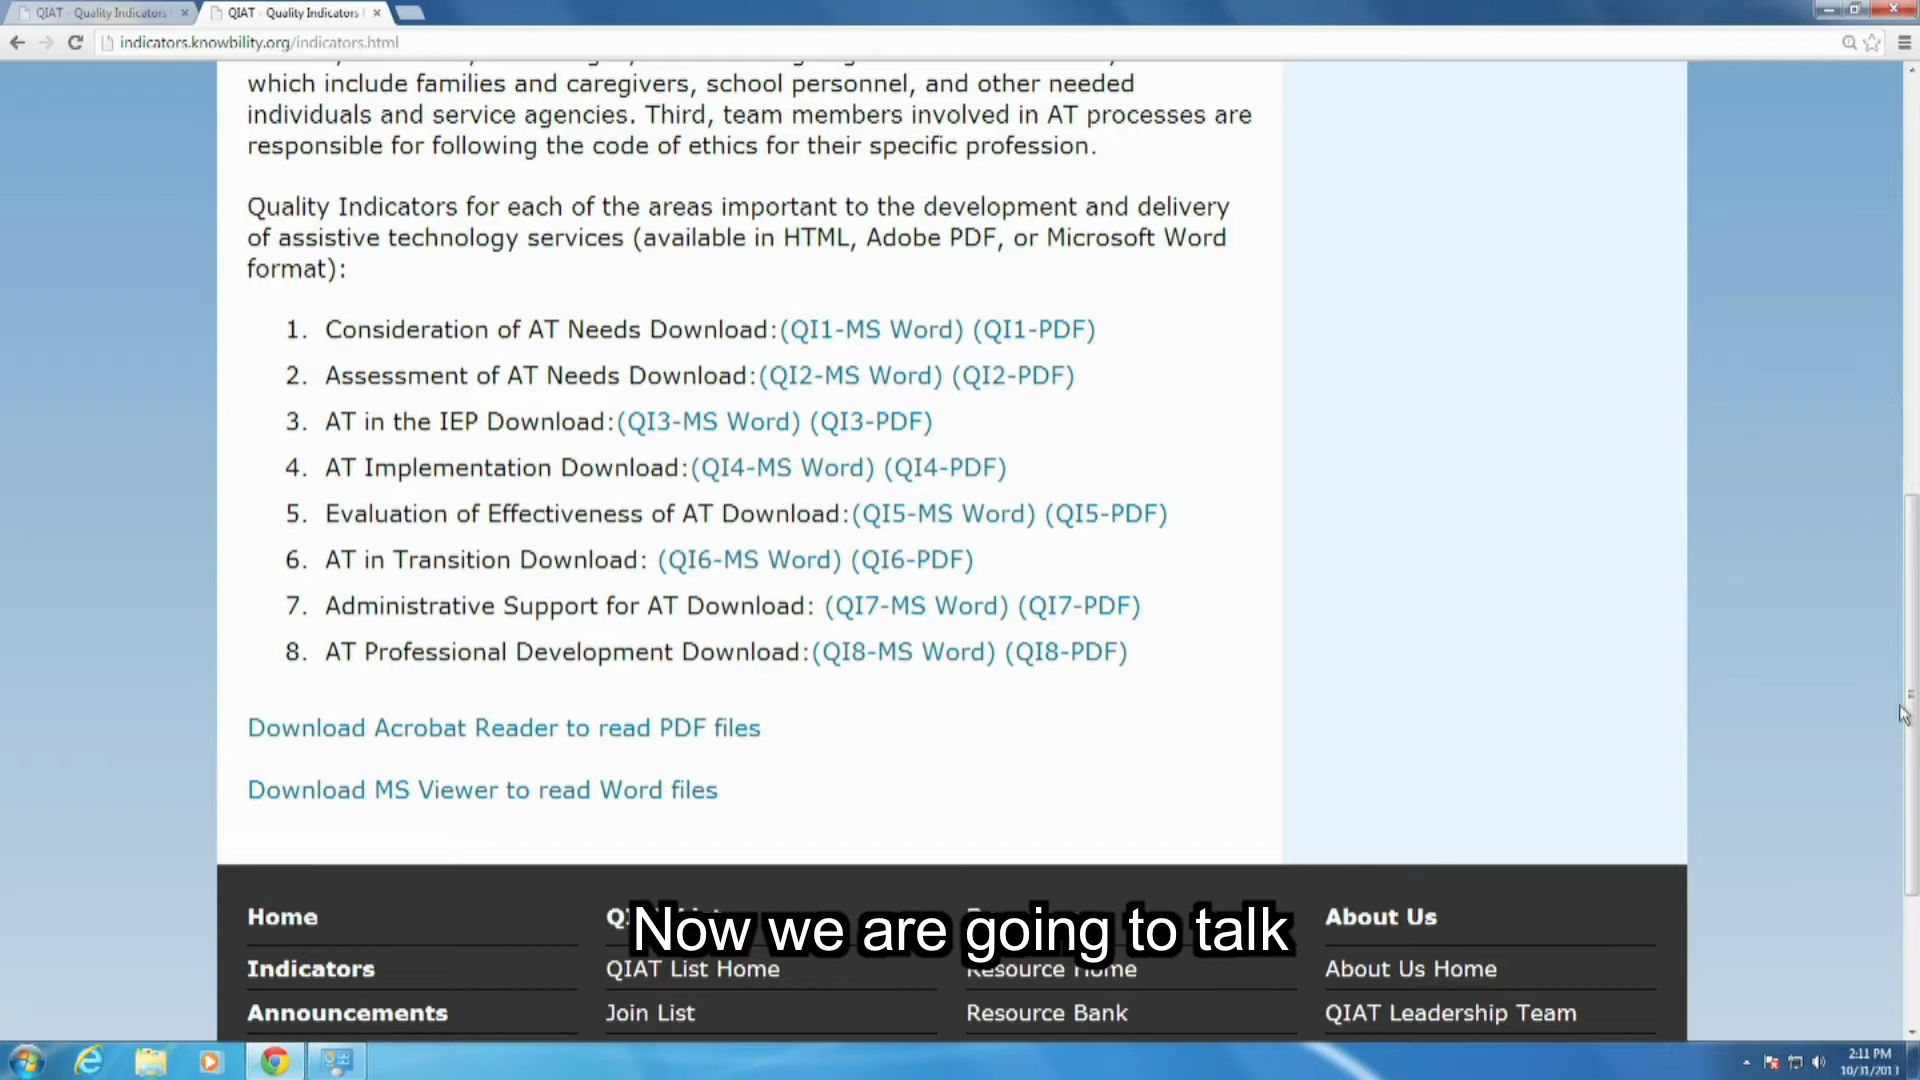 QIAT - Quality Indicators
QIAT - Quality Indicators
indicators.knowbility.org/indicators.html
which include families and caregivers, school personnel, and other needed
individuals and service agencies. Third, team members involved in AT processes are
responsible for following the code of ethics for their specific profession.
Quality Indicators for each of the areas important to the development and delivery
of assistive technology services (available in HTML, Adobe PDF, or Microsoft Word
format):
1. Consideration of AT Needs Download:(QI1-MS Word) (QI1-PDF)
2. Assessment of AT Needs Download:(QI2-MS Word) (QI2-PDF)
3. AT in the IEP Download:(QI3-MS Word) (QI3-PDF)
4. AT Implementation Download:(QI4-MS Word) (QI4-PDF)
5. Evaluation of Effectiveness of AT Download:(QI5-MS Word) (QI5-PDF)
6. AT in Transition Download: (QI6-MS Word) (QI6-PDF)
7. Administrative Support for AT Download: (QI7-MS Word) (QI7-PDF)
8. AT Professional Development Download:(QI8-MS Word) (QI8-PDF)
Download Acrobat Reader to read PDF files
Download MS Viewer to read Word files
Home
About Us
Now we are going to talk
Indicators
QIAT List Home
Resource Home
About Us Home
Announcements
Join List
Resource Bank
QIAT Leadership Team
2:11 PM
10/31/2013